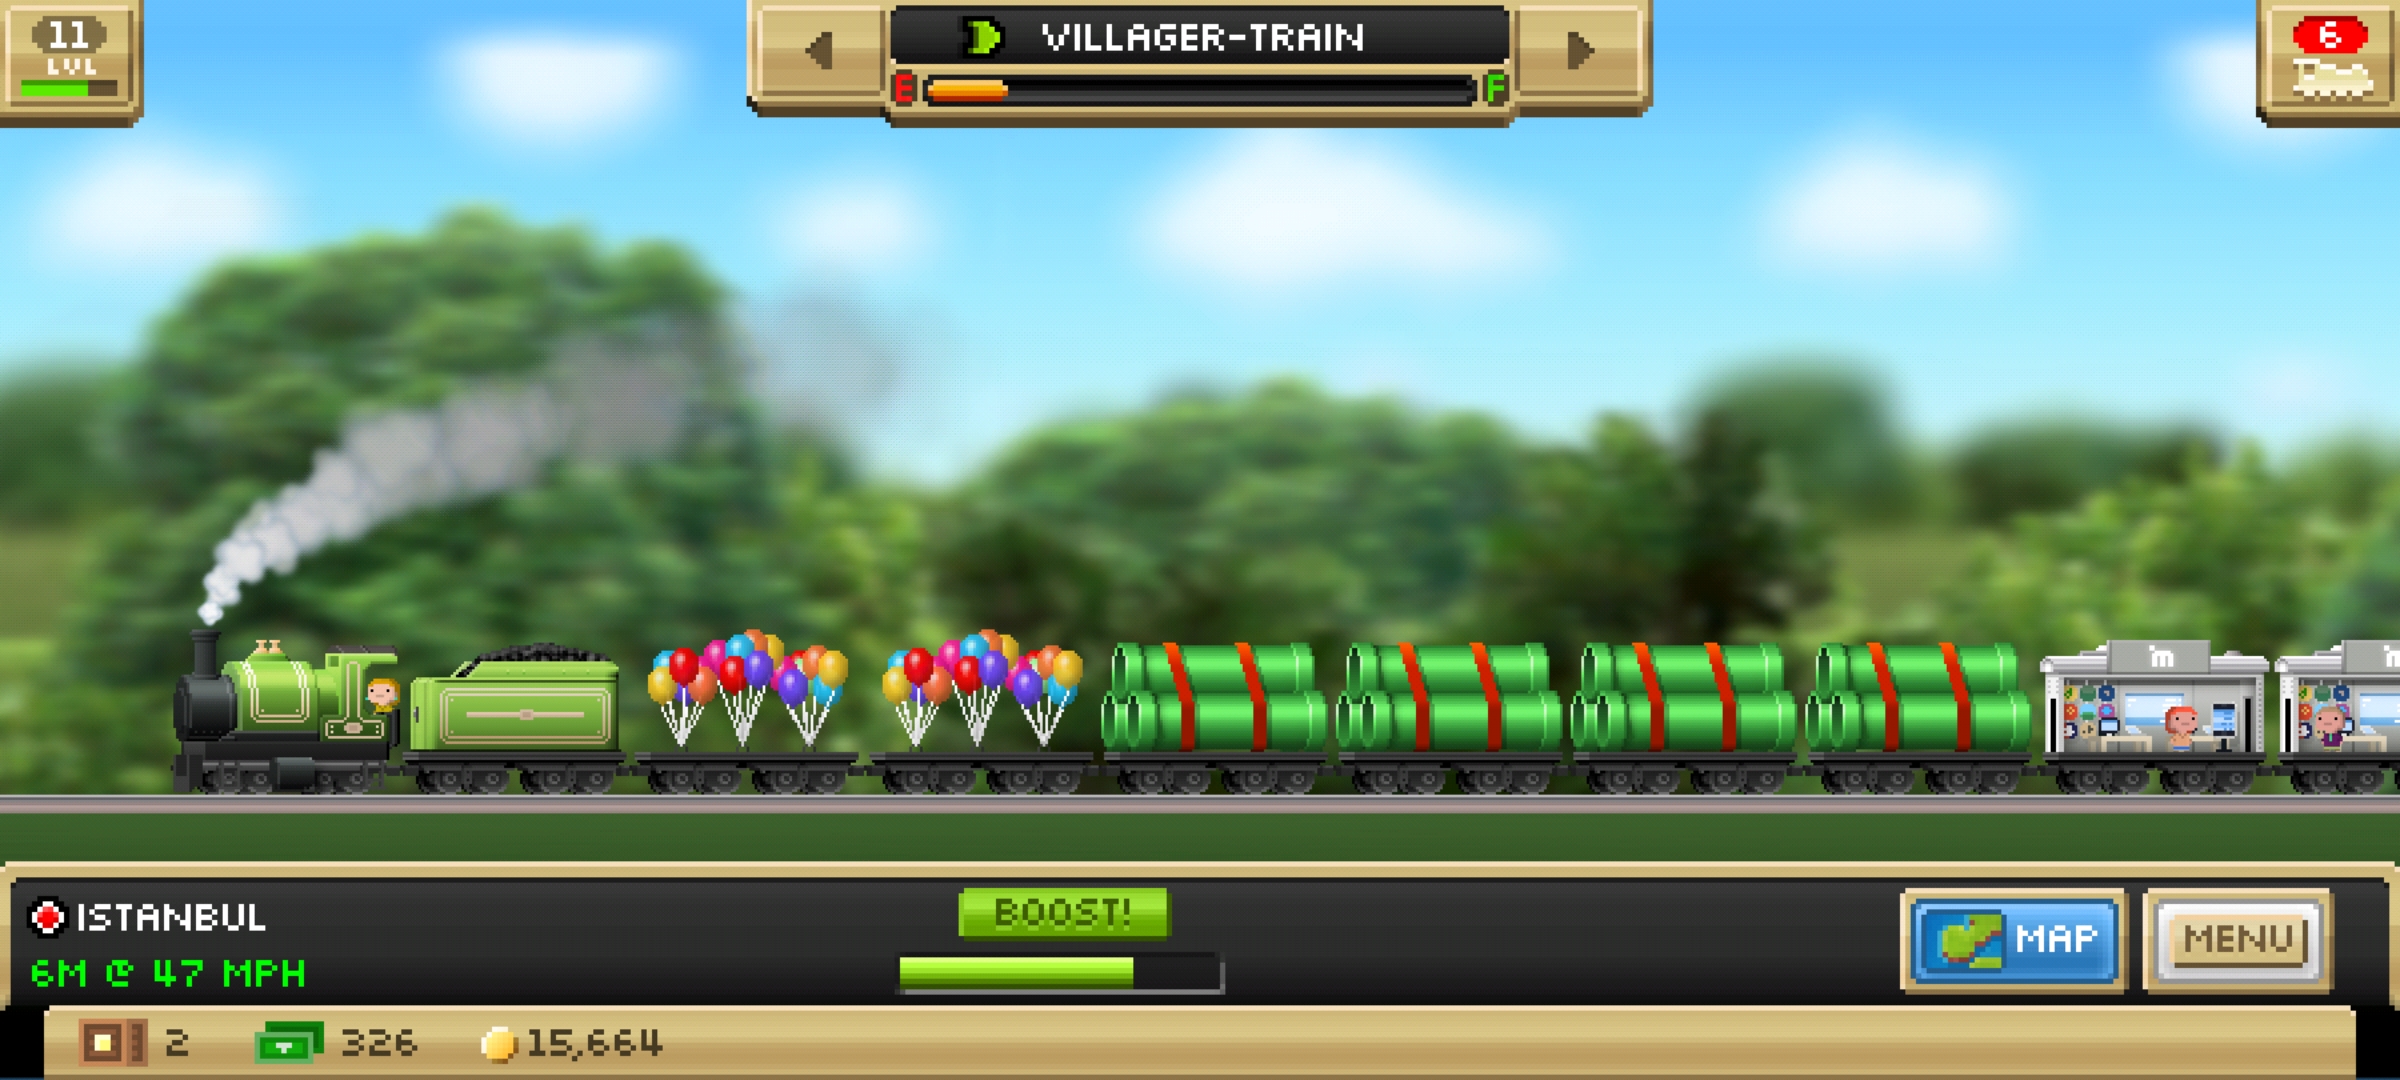 11
LVL
VILLAGER-TRAIN
E F
6
m
m
ISTANBUL
6M @ 47 MPH
BOOST!
MAP
MENU
2
326
15,664